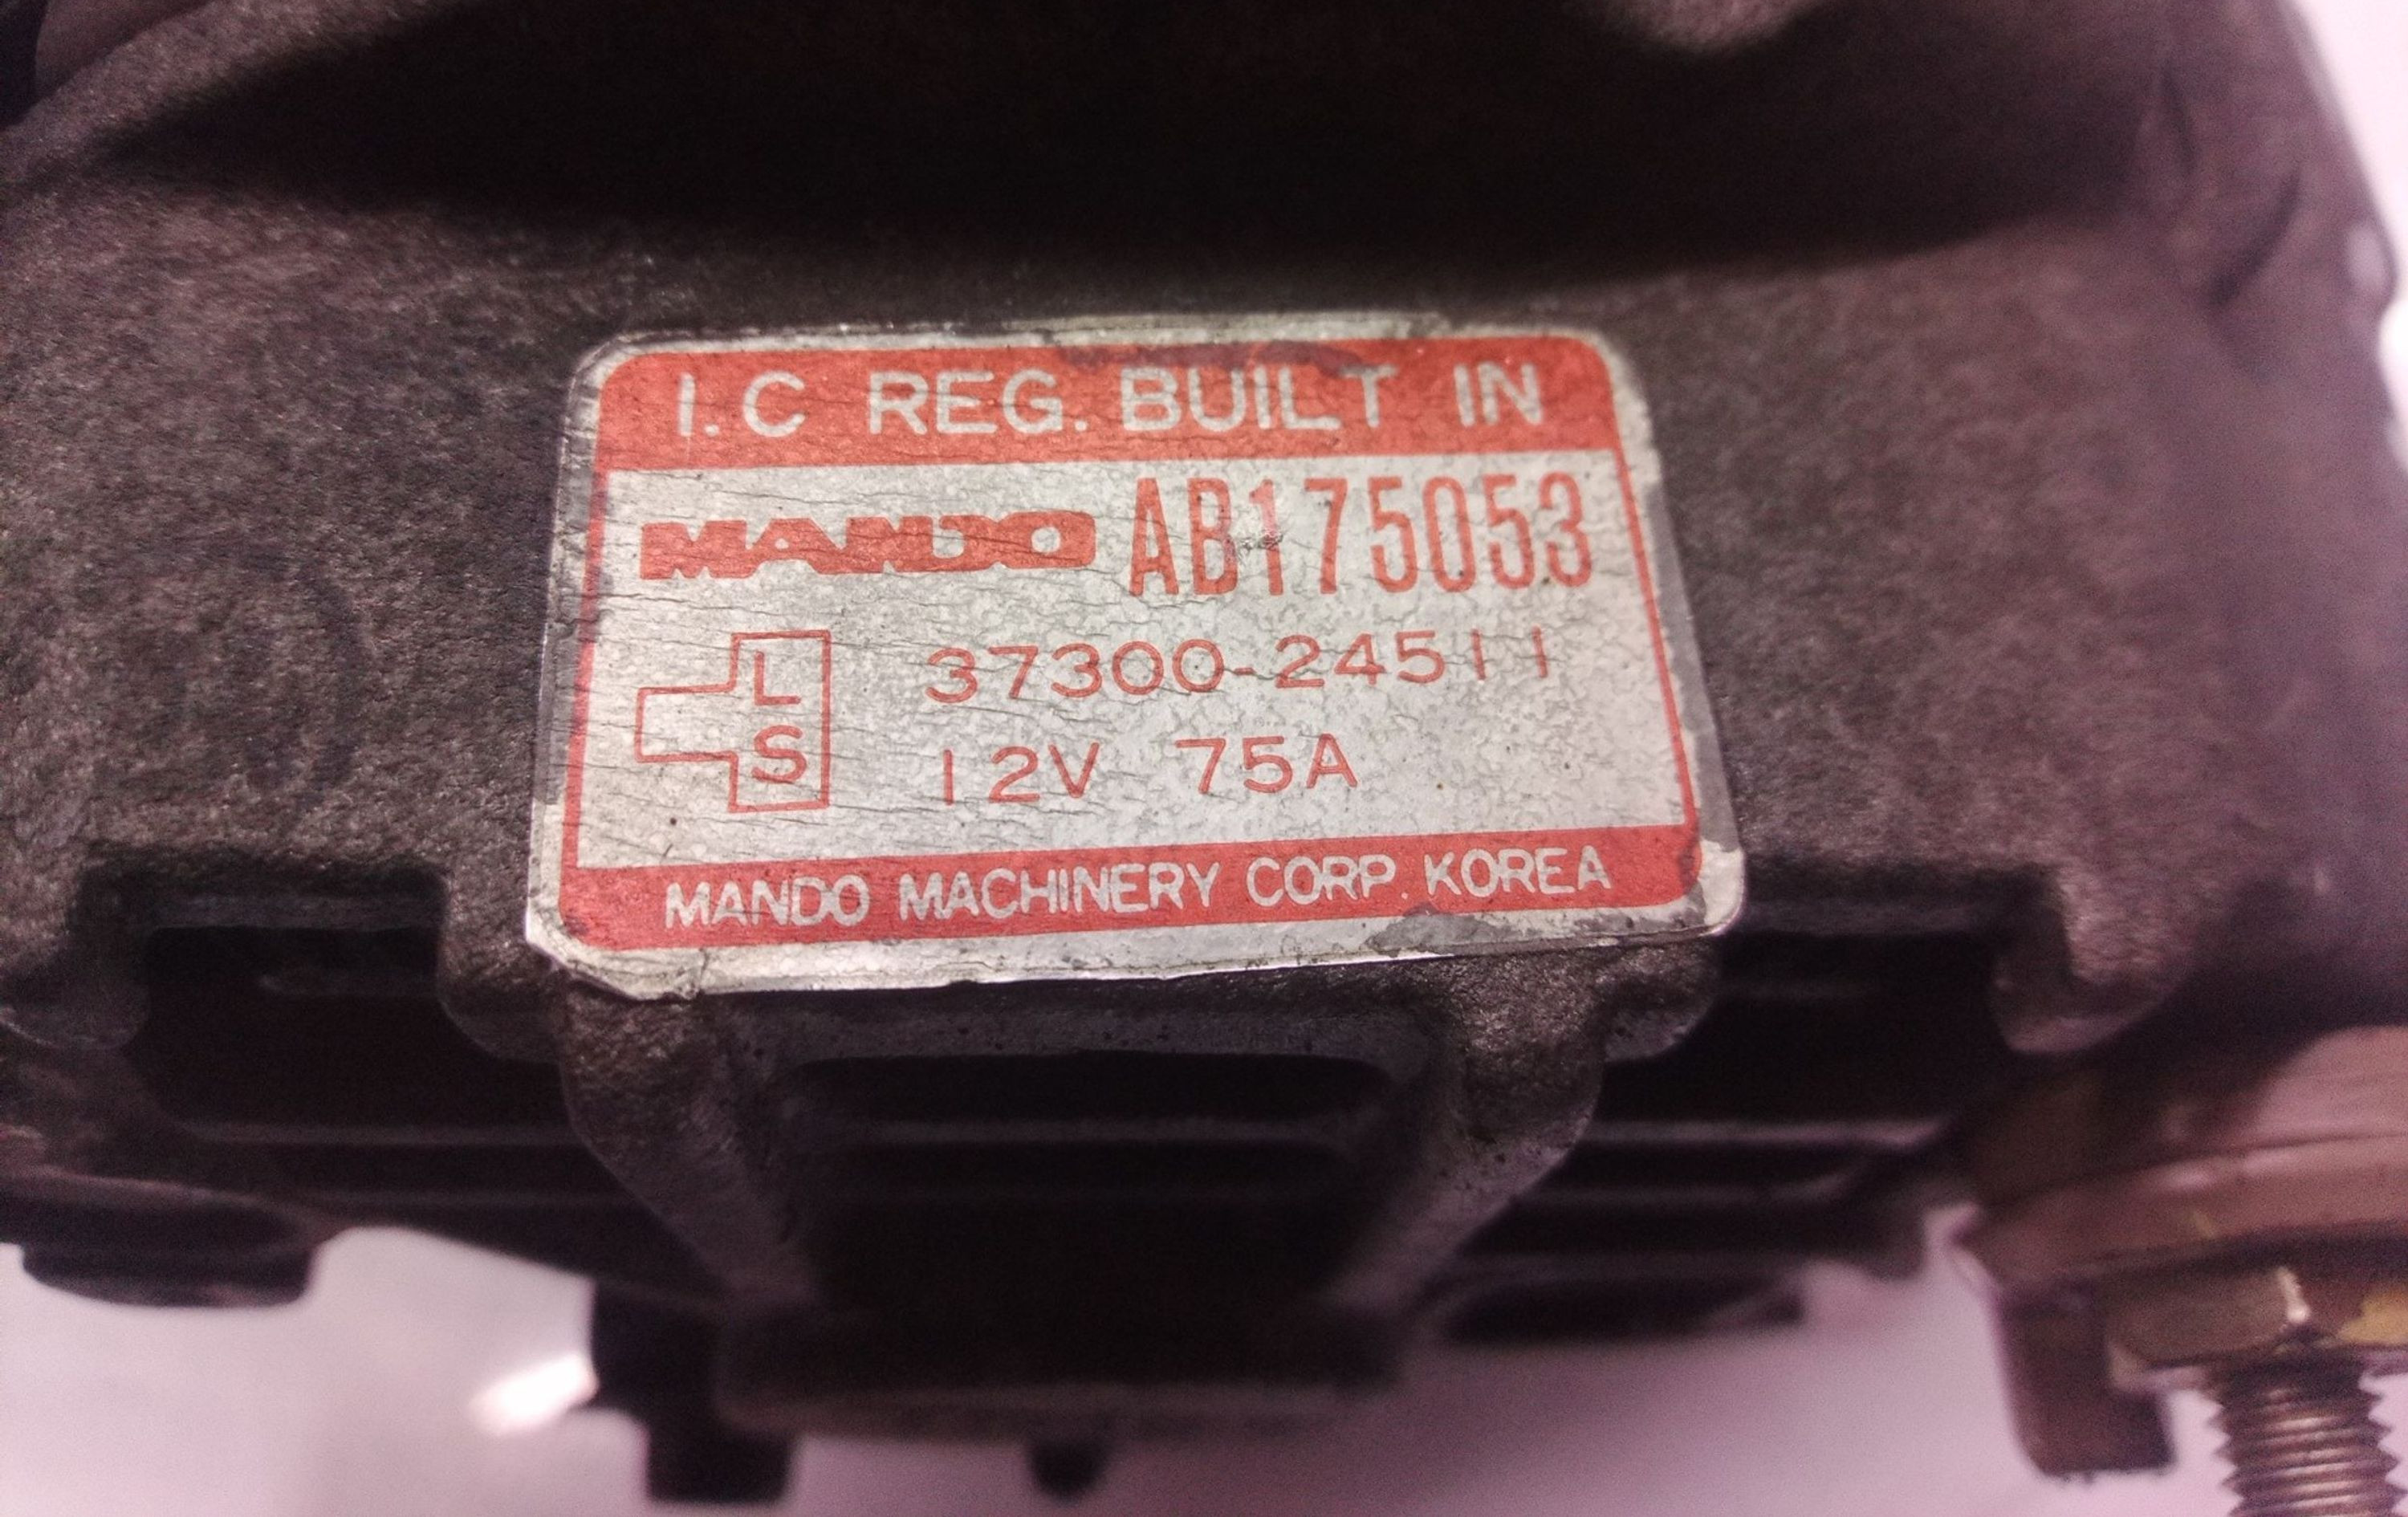 I.C REG. BUILT IN
MANDO AB175053
L 37300-24511
S 12V 75A
MANDO MACHINERY CORP. KOREA